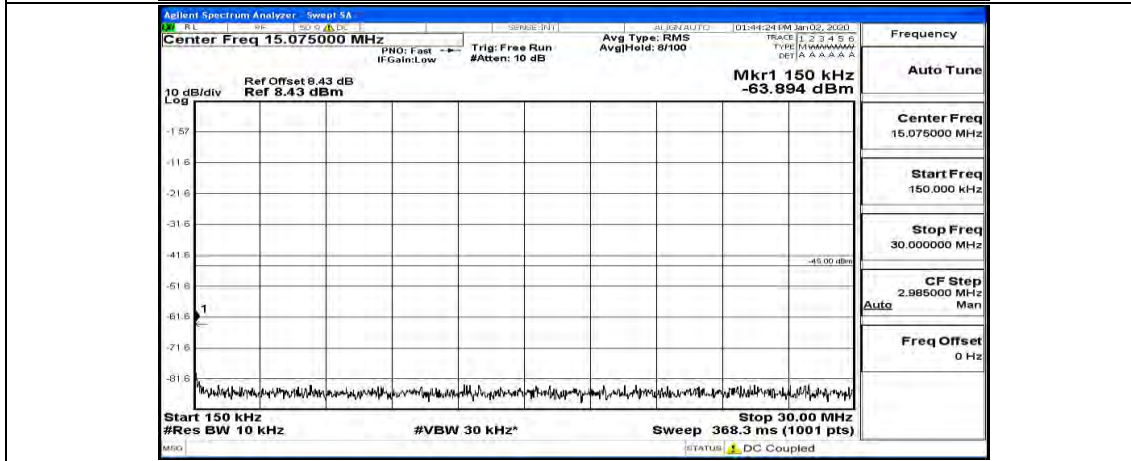 Agilent Spectrum Analyzer - Swept SA
RL RF 50 Ω DC SENSE:INT ALIGN AUTO 01:44:24 PM Jan 02, 2020
Center Freq 15.075000 MHz
PNO: Fast
IFGain:Low
Trig: Free Run
#Atten: 10 dB
Avg Type: RMS
Avg|Hold: 8/100
TRACE 1 2 3 4 5 6
TYPE MWWWWW
DET A A A A A A
Ref Offset 8.43 dB
10 dB/div Ref 8.43 dBm
Log
Mkr1 150 kHz
-63.894 dBm
-1.57
-11.6
-21.6
-31.6
-41.6
-45.00 dBm
-51.6
1
-61.6
-71.6
-81.6
Start 150 kHz
Stop 30.00 MHz
#Res BW 10 kHz #VBW 30 kHz* Sweep 368.3 ms (1001 pts)
MSG STATUS DC Coupled
Frequency
Auto Tune
Center Freq
15.075000 MHz
Start Freq
150.000 kHz
Stop Freq
30.000000 MHz
CF Step
2.985000 MHz
Auto Man
Freq Offset
0 Hz